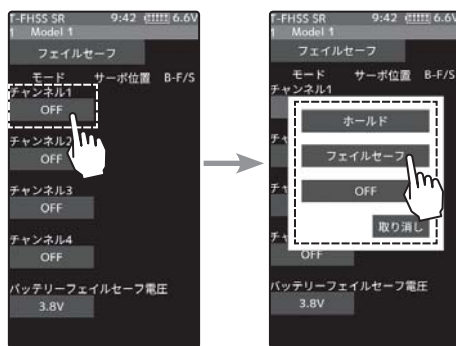 T-FHSS SR 9:42 6.6V
1 Model 1
フェイルセーフ
モード サーボ位置 B-F/S
チャンネル1
OFF
チャンネル2
OFF
チャンネル3
OFF
チャンネル4
OFF
バッテリーフェイルセーフ電圧
3.8V
T-FHSS SR 9:42 6.6V
1 Model 1
フェイルセーフ
モード サーボ位置 B-F/S
チャンネル1
ホールド
フェイルセーフ
OFF
取り消し
OFF
バッテリーフェイルセーフ電圧
3.8V